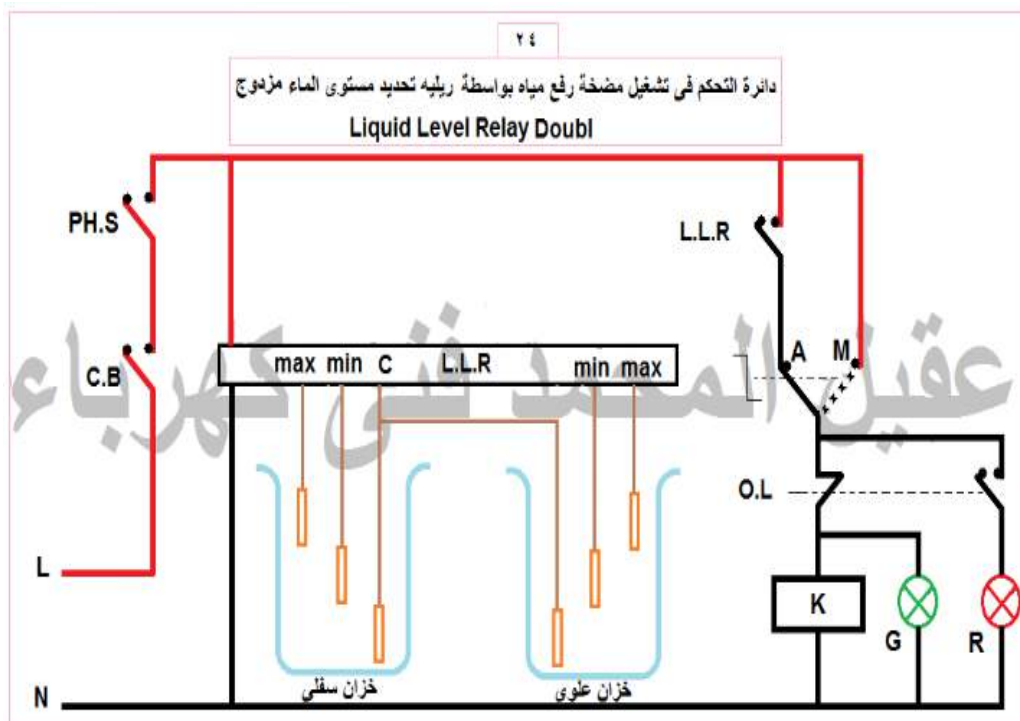 ٢٤
دائرة التحكم فى تشغيل مضخة رفع مياه بواسطة ريليه تحديد مستوى الماء مزدوج
Liquid Level Relay Doubl
PH.S
L.L.R
C.B
max min C L.L.R min max
A M
عقيل المحمد فنى كهرباء
O.L
L
K
G R
خزان سفلي خزان علوى
N